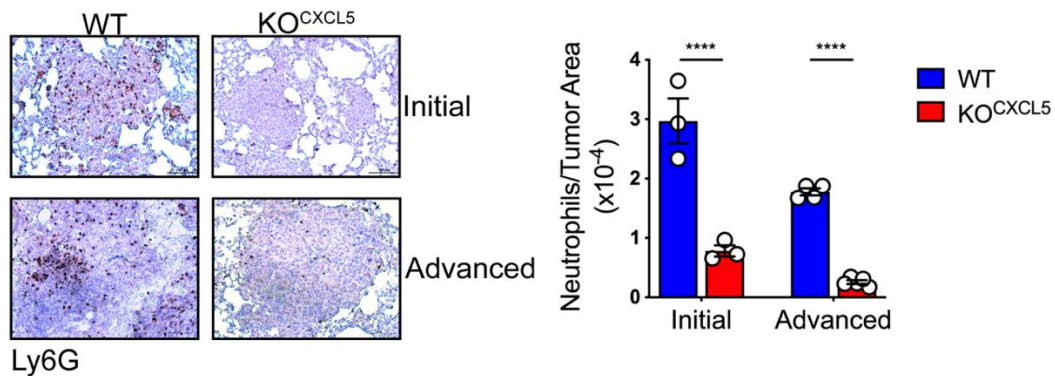 WT KO^CXCL5
Initial
Advanced
Ly6G
Neutrophils/Tumor Area
(x10^-4)
4
3
2
1
0
**** ****
Initial Advanced
WT
KO^CXCL5